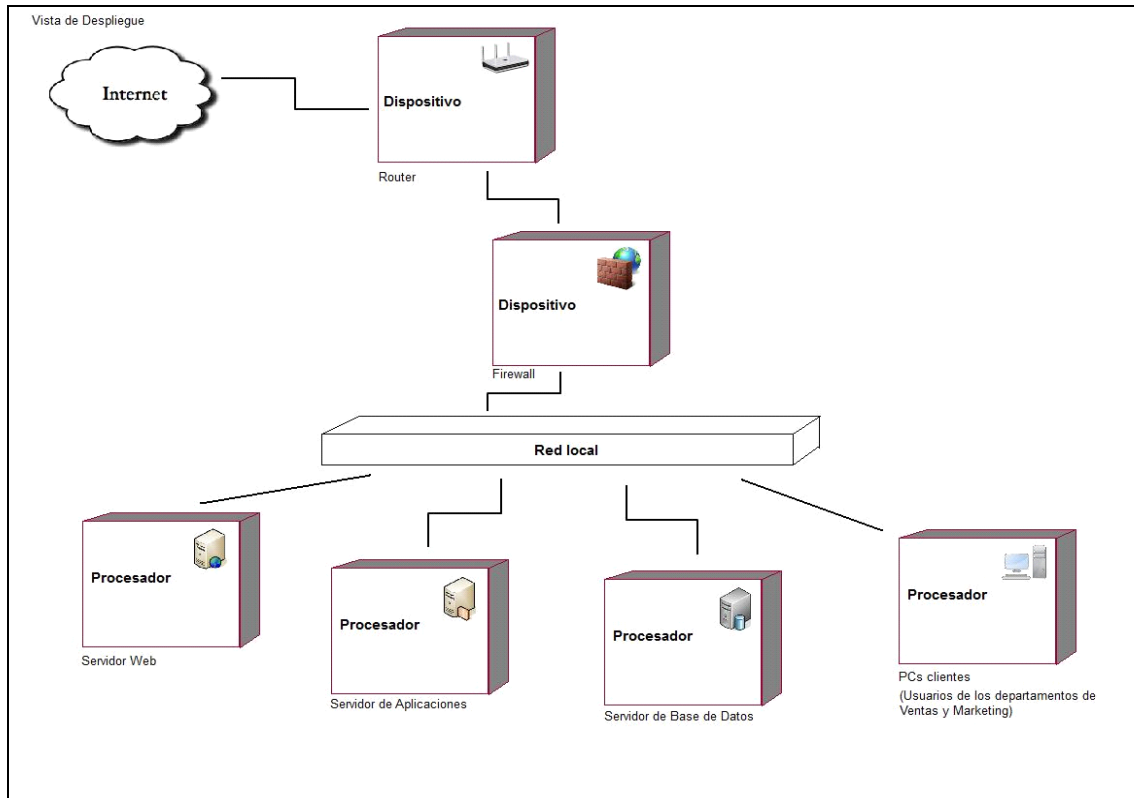 Vista de Despliegue
Internet
Dispositivo
Router
Dispositivo
Firewall
Red local
Procesador
Servidor Web
Procesador
Servidor de Aplicaciones
Procesador
Servidor de Base de Datos
Procesador
PCs clientes
(Usuarios de los departamentos de
Ventas y Marketing)